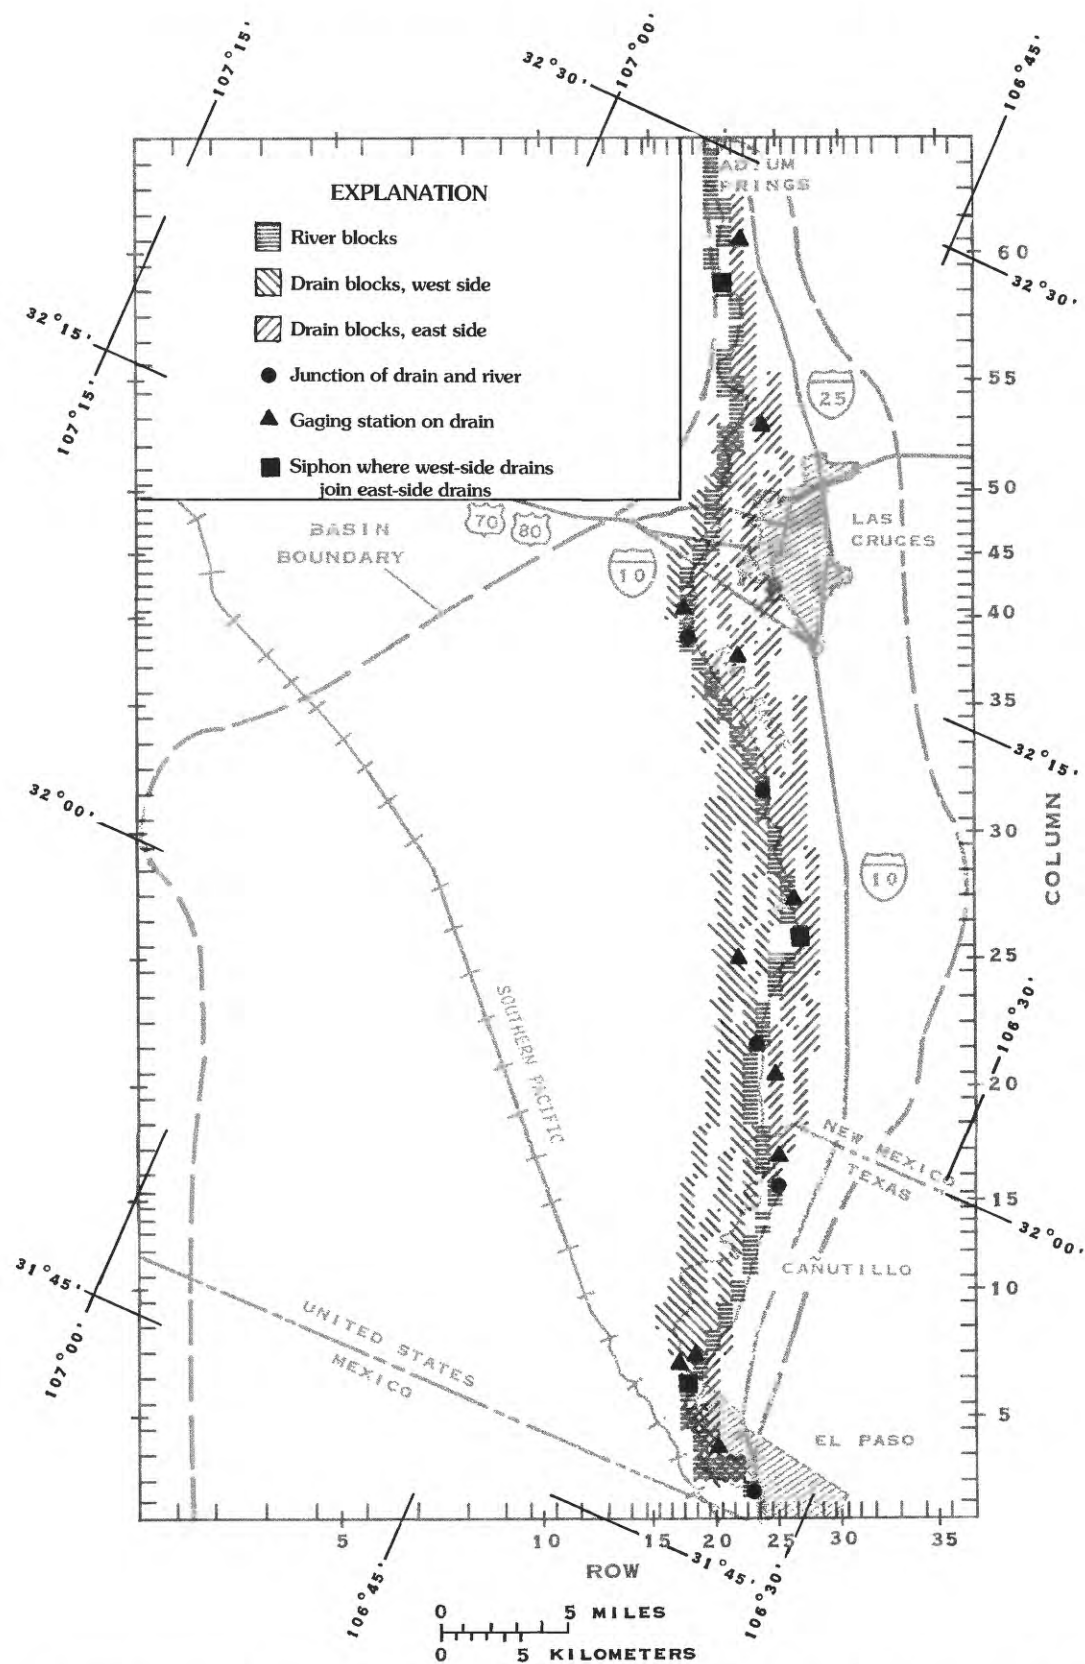 107°15'
32°30'
107°00'
106°45'
EXPLANATION
River blocks
Drain blocks, west side
Drain blocks, east side
Junction of drain and river
Gaging station on drain
Siphon where west-side drains
join east-side drains
32°15'
107°15'
60
32°30'
55
25
50
LAS
CRUCES
45
40
35
70
80
10
BASIN
BOUNDARY
32°15'
32°00'
30
COLUMN
10
25
106°30'
SOUTHERN PACIFIC
20
NEW MEXICO
TEXAS
15
32°00'
CAÑUTILLO
10
31°45'
107°00'
UNITED STATES
MEXICO
5
EL PASO
5
10
15
20
25
30
35
ROW
106°45'
31°45'
106°30'
0 5 MILES
0 5 KILOMETERS